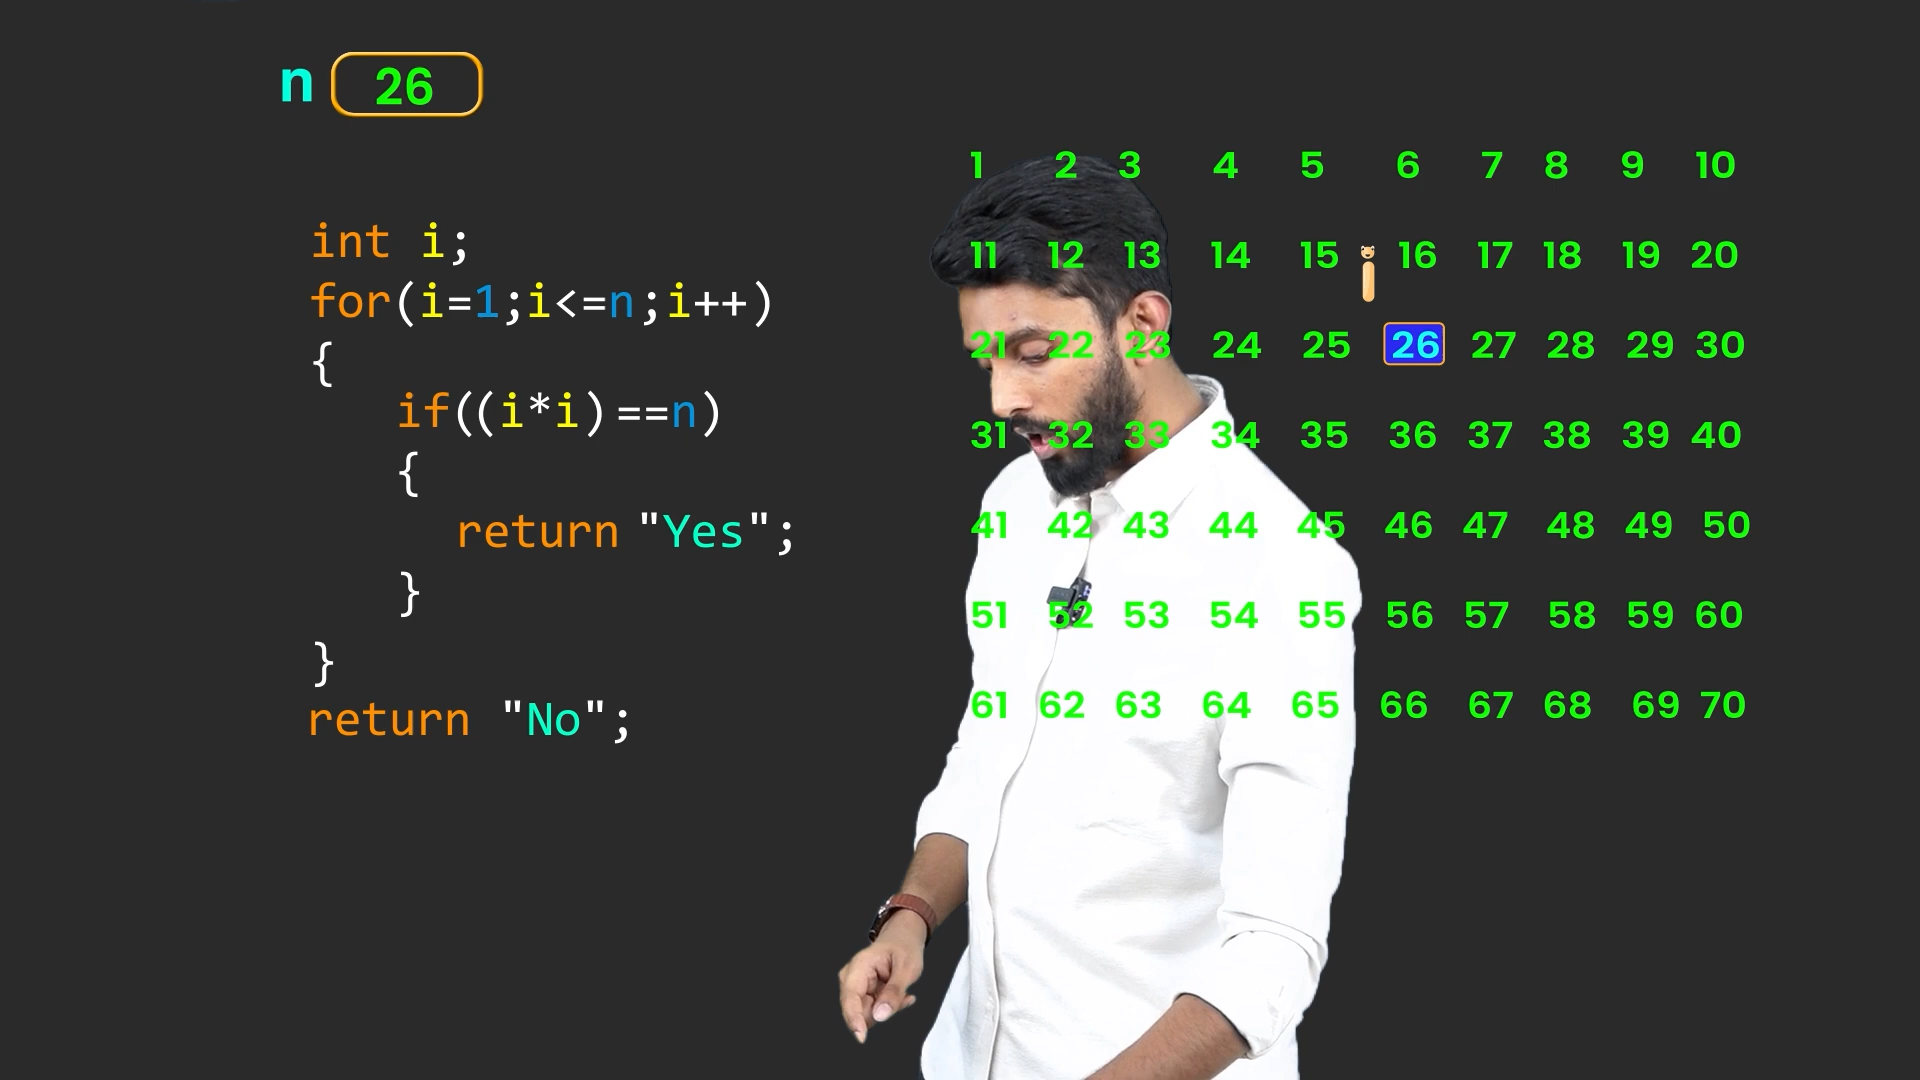 n 26
int i;
for(i=1;i<=n;i++)
{
if((i*i)==n)
{
return "Yes";
}
}
return "No";
1 2 3 4 5 6 7 8 9 10
11 12 13 14 15 i 16 17 18 19 20
21 22 23 24 25 26 27 28 29 30
31 32 33 34 35 36 37 38 39 40
41 42 43 44 45 46 47 48 49 50
51 52 53 54 55 56 57 58 59 60
61 62 63 64 65 66 67 68 69 70